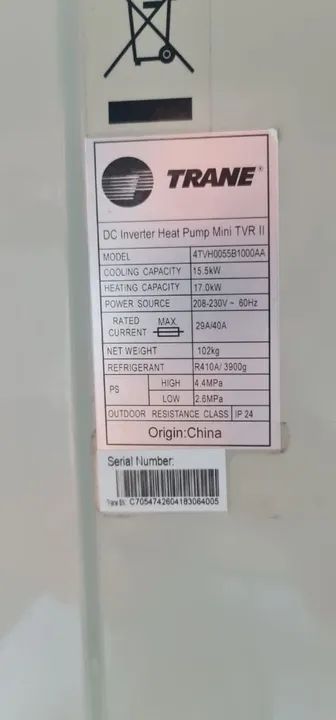 TRANE®
DC Inverter Heat Pump Mini TVR II
MODEL 4TVH0055B1000AA
COOLING CAPACITY 15.5kW
HEATING CAPACITY 17.0kW
POWER SOURCE 208-230V ~ 60Hz
RATED CURRENT MAX. 29A/40A
NET WEIGHT 102kg
REFRIGERANT R410A/ 3900g
PS HIGH 4.4MPa
LOW 2.6MPa
OUTDOOR RESISTANCE CLASS IP 24
Origin:China
Serial Number:
Trane SN: C7054742604183064005